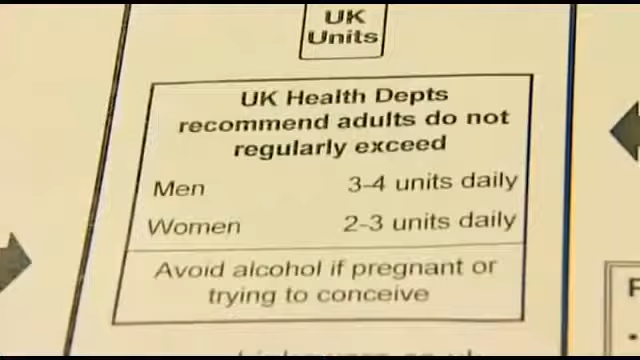 UK
Units
UK Health Depts
recommend adults do not
regularly exceed
Men 3-4 units daily
Women 2-3 units daily
Avoid alcohol if pregnant or
trying to conceive